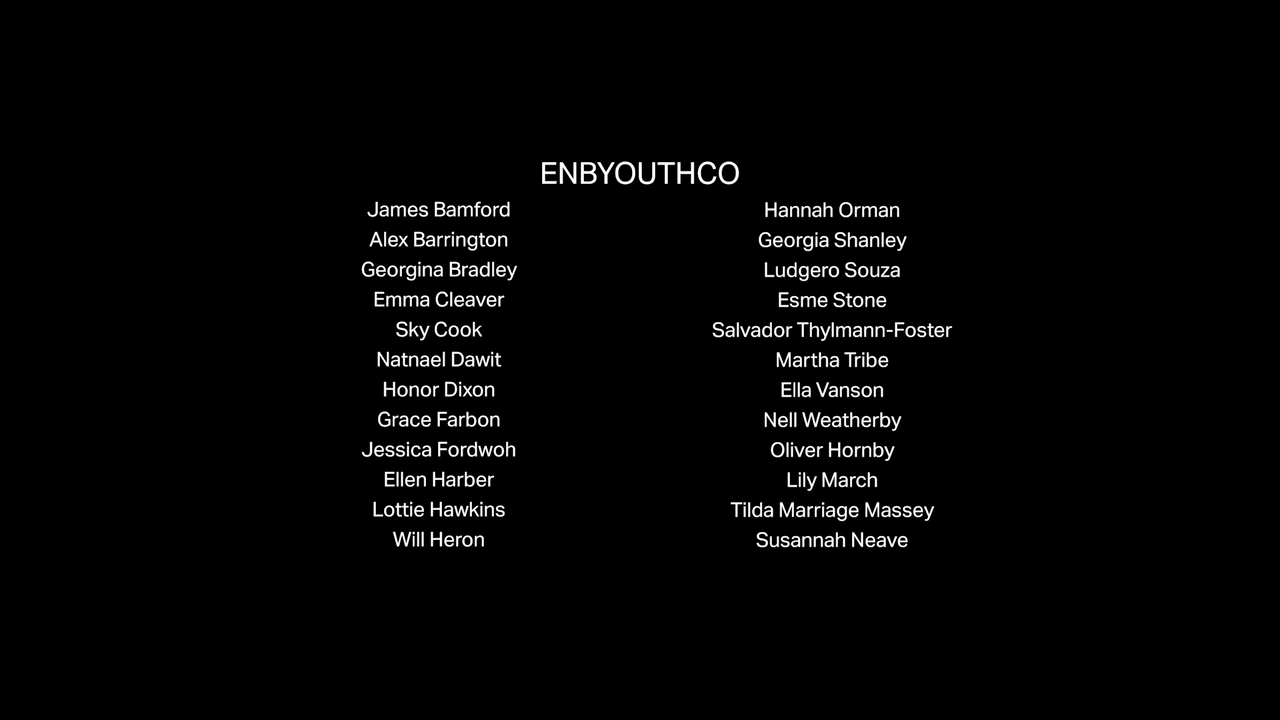 ENBYOUTHCO
James Bamford
Alex Barrington
Georgina Bradley
Emma Cleaver
Sky Cook
Natnael Dawit
Honor Dixon
Grace Farbon
Jessica Fordwoh
Ellen Harber
Lottie Hawkins
Will Heron
Hannah Orman
Georgia Shanley
Ludgero Souza
Esme Stone
Salvador Thylmann-Foster
Martha Tribe
Ella Vanson
Nell Weatherby
Oliver Hornby
Lily March
Tilda Marriage Massey
Susannah Neave